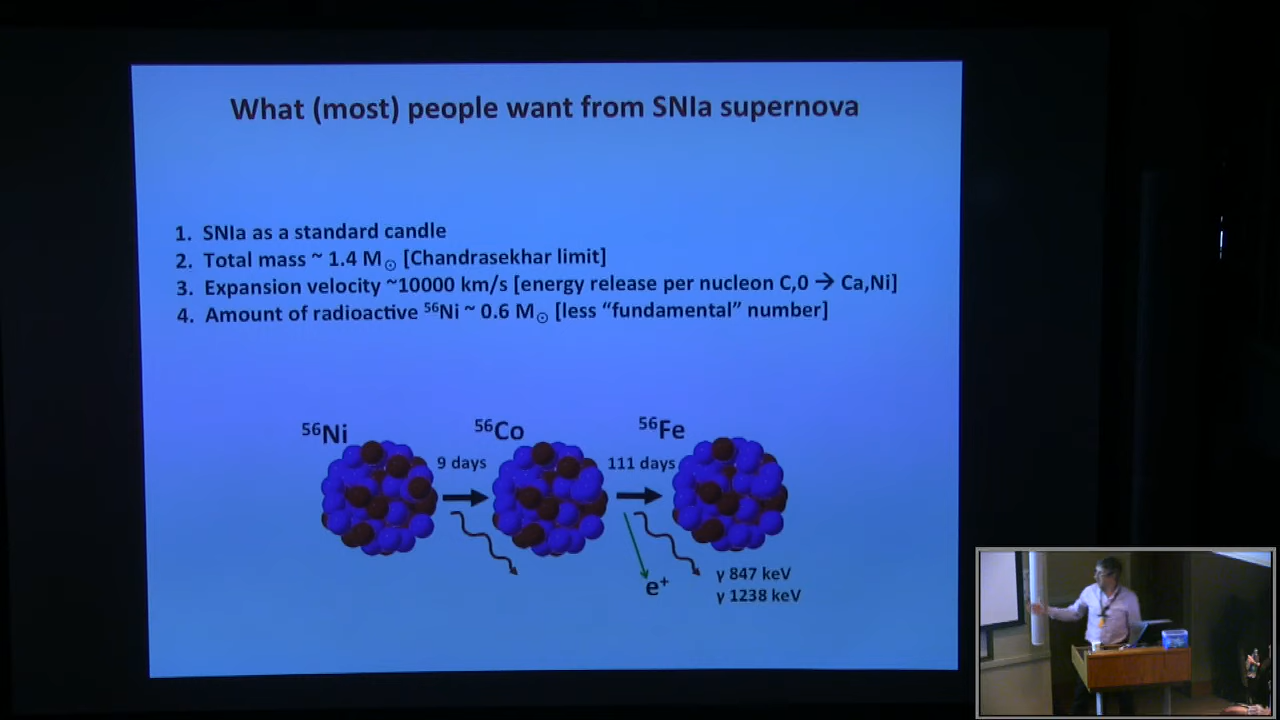 What (most) people want from SNIa supernova
1. SNIa as a standard candle
2. Total mass ~ 1.4 M☉ [Chandrasekhar limit]
3. Expansion velocity ~10000 km/s [energy release per nucleon C,0 → Ca,Ni]
4. Amount of radioactive ⁵⁶Ni ~ 0.6 M☉ [less “fundamental” number]
⁵⁶Ni
⁵⁶Co
⁵⁶Fe
9 days
111 days
e⁺
γ 847 keV
γ 1238 keV